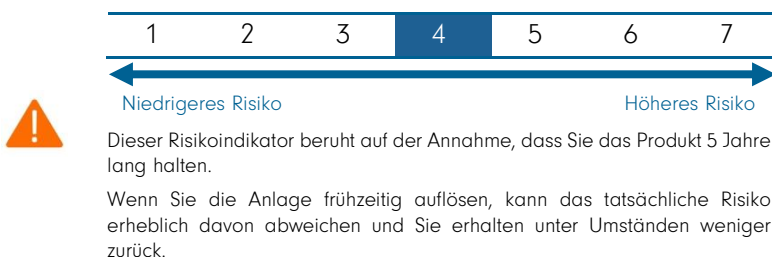 1 2 3 4 5 6 7
Niedrigeres Risiko Höheres Risiko
Dieser Risikoindikator beruht auf der Annahme, dass Sie das Produkt 5 Jahre
lang halten.
Wenn Sie die Anlage frühzeitig auflösen, kann das tatsächliche Risiko
erheblich davon abweichen und Sie erhalten unter Umständen weniger
zurück.